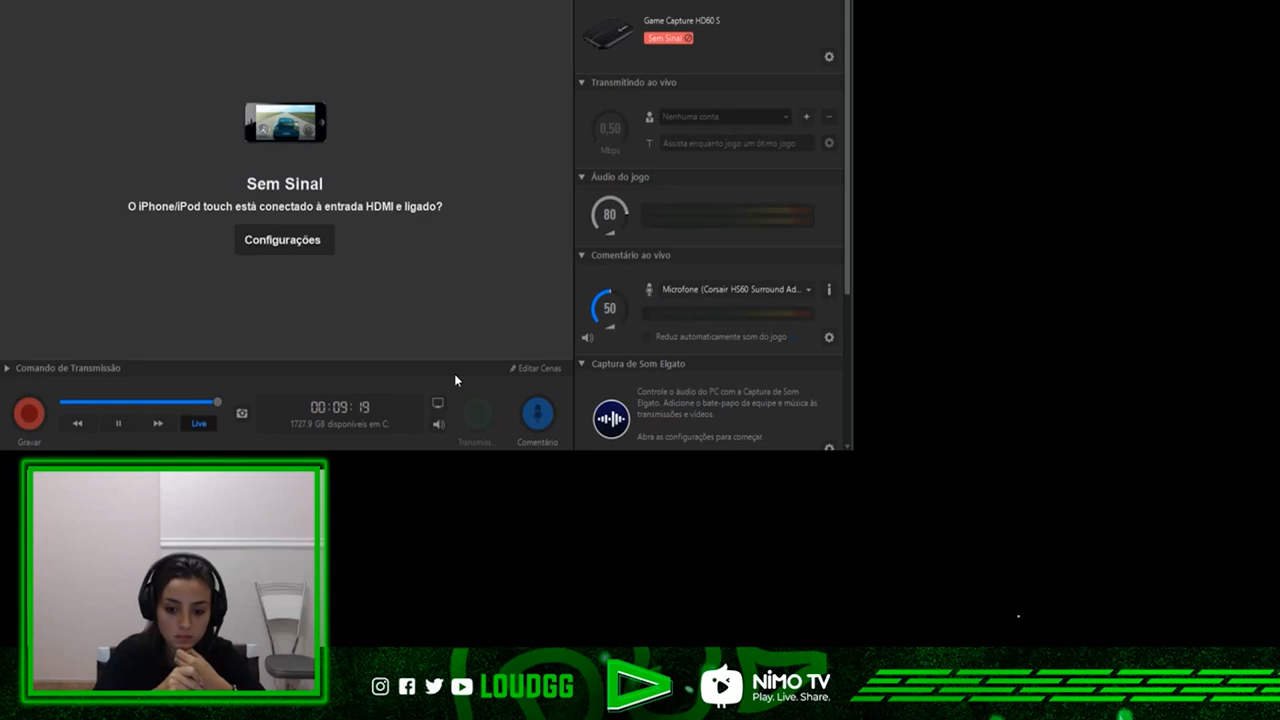 Game Capture HD60 S
Sem Sinal
Transmitindo ao vivo
0,50
Mbps
Nenhuma conta
Assista enquanto jogo um ótimo jogo
Áudio do jogo
80
Sem Sinal
O iPhone/iPod touch está conectado à entrada HDMI e ligado?
Configurações
Comentário ao vivo
Microfone (Corsair HS60 Surround Ad...
50
Reduz automaticamente som do jogo
Captura de Som Elgato
Controle o áudio do PC com a Captura de Som
Elgato. Adicione o bate-papo da equipe e música às
transmissões e vídeos.
Abra as configurações para começar.
Comando de Transmissão
Editar Cenas
00:09:19
1727.9 GB disponíveis em C:
Live
Gravar
Transmiss...
Comentário
LOUDGG
NIMO TV
Play. Live. Share.